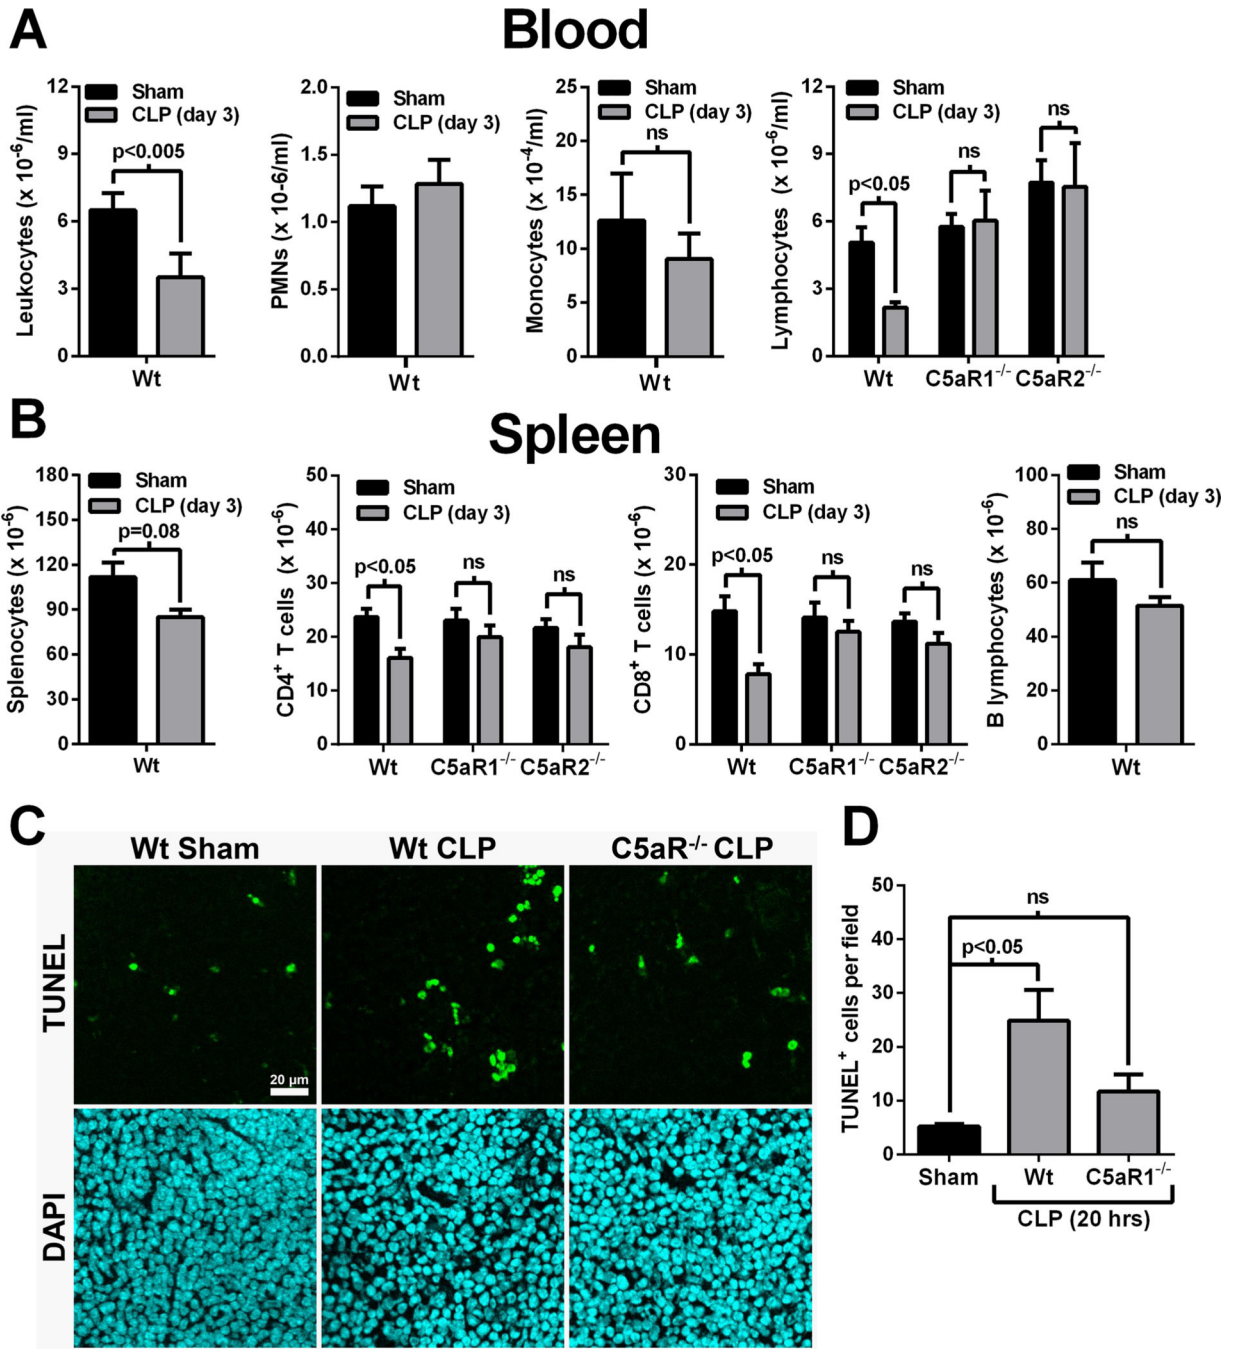 A
Blood
Leukocytes (x 10-6/ml)
12
9
6
3
0
Sham
CLP (day 3)
p<0.005
Wt
PMNs (x 10-6/ml)
2.0
1.5
1.0
0.5
0.0
Sham
CLP (day 3)
Wt
Monocytes (x 10-4/ml)
25
20
15
10
5
0
Sham
CLP (day 3)
ns
Wt
Lymphocytes (x 10-6/ml)
12
9
6
3
0
Sham
CLP (day 3)
p<0.05
ns
ns
Wt C5aR1-/- C5aR2-/-
B
Spleen
Splenocytes (x 10-6)
180
150
120
90
60
30
0
Sham
CLP (day 3)
p=0.08
Wt
CD4+ T cells (x 10-6)
50
40
30
20
10
0
Sham
CLP (day 3)
p<0.05
ns
ns
Wt C5aR1-/- C5aR2-/-
CD8+ T cells (x 10-6)
30
20
10
0
Sham
CLP (day 3)
p<0.05
ns
ns
Wt C5aR1-/- C5aR2-/-
B lymphocytes (x 10-6)
100
80
60
40
20
0
Sham
CLP (day 3)
ns
Wt
C
Wt Sham
Wt CLP
C5aR-/- CLP
TUNEL
20 µm
DAPI
D
TUNEL+ cells per field
50
40
30
20
10
0
ns
p<0.05
Sham Wt C5aR1-/-
CLP (20 hrs)